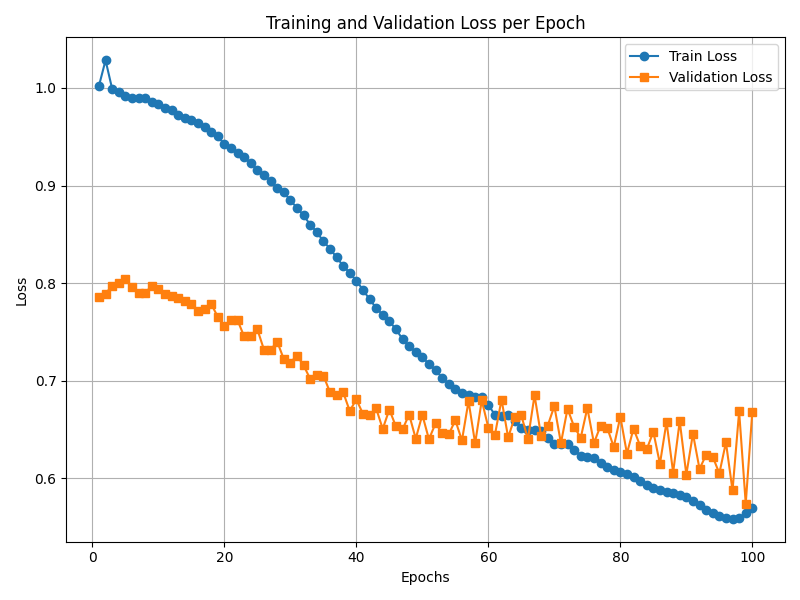 Training and Validation Loss per Epoch
Train Loss
Validation Loss
1.0
0.9
0.8
0.7
0.6
Loss
0 20 40 60 80 100
Epochs